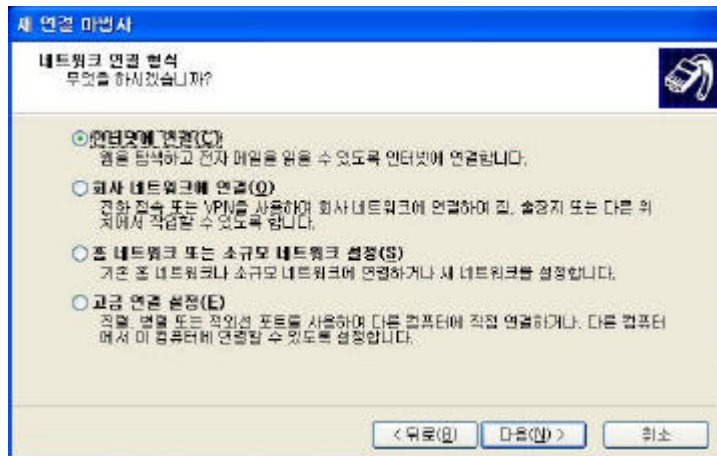 새 연결 마법사
네트워크 연결 형식
무엇을 하시겠습니까?
인터넷에 연결(C)
웹을 탐색하고 전자 메일을 읽을 수 있도록 인터넷에 연결합니다.
회사 네트워크에 연결(O)
전화 접속 또는 VPN을 사용하여 회사 네트워크에 연결하여 집, 출장지 또는 다른 위
치에서 작업할 수 있도록 합니다.
홈 네트워크 또는 소규모 네트워크 설정(S)
기존 홈 네트워크나 소규모 네트워크에 연결하거나 새 네트워크를 설정합니다.
고급 연결 설정(E)
직렬, 병렬 또는 적외선 포트를 사용하여 다른 컴퓨터에 직접 연결하거나, 다른 컴퓨터
에서 이 컴퓨터에 연결할 수 있도록 설정합니다.
< 뒤로(B) 다음(N) > 취소